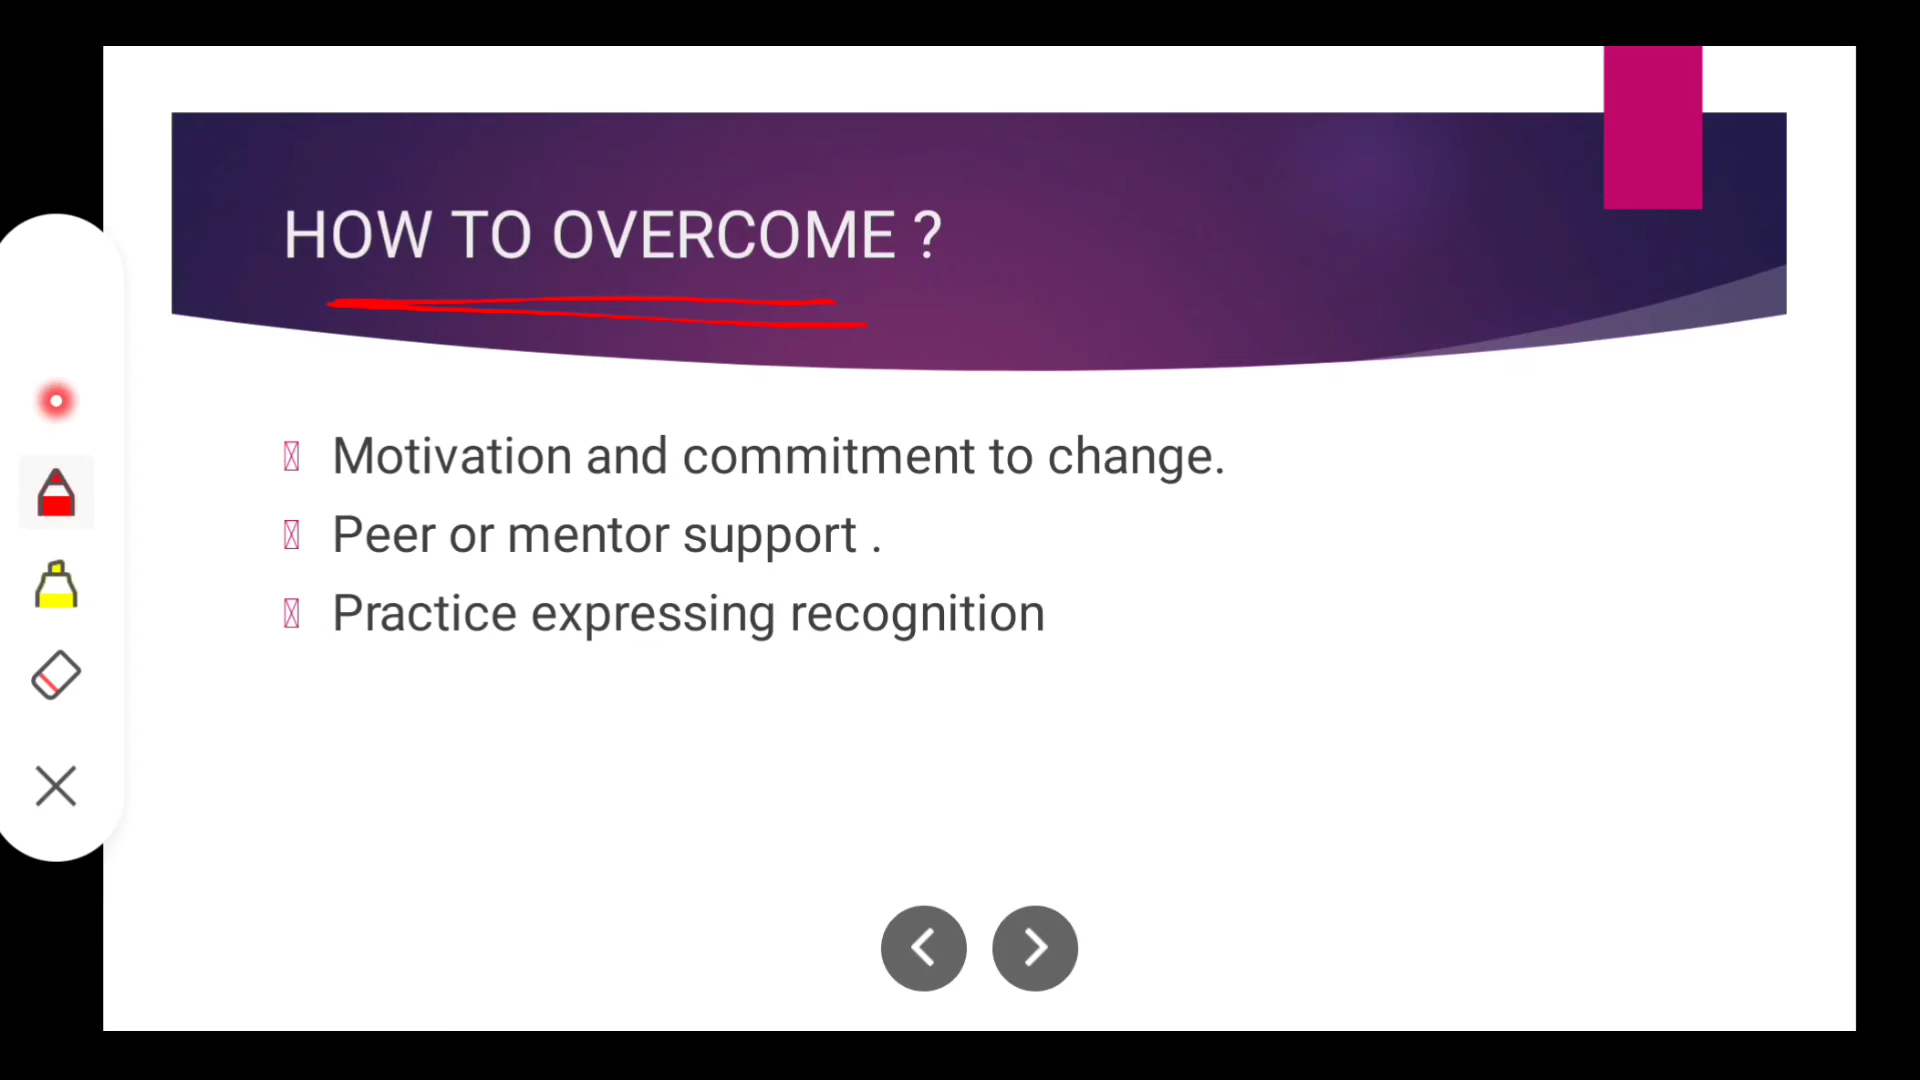 HOW TO OVERCOME ?
Motivation and commitment to change.
Peer or mentor support .
Practice expressing recognition